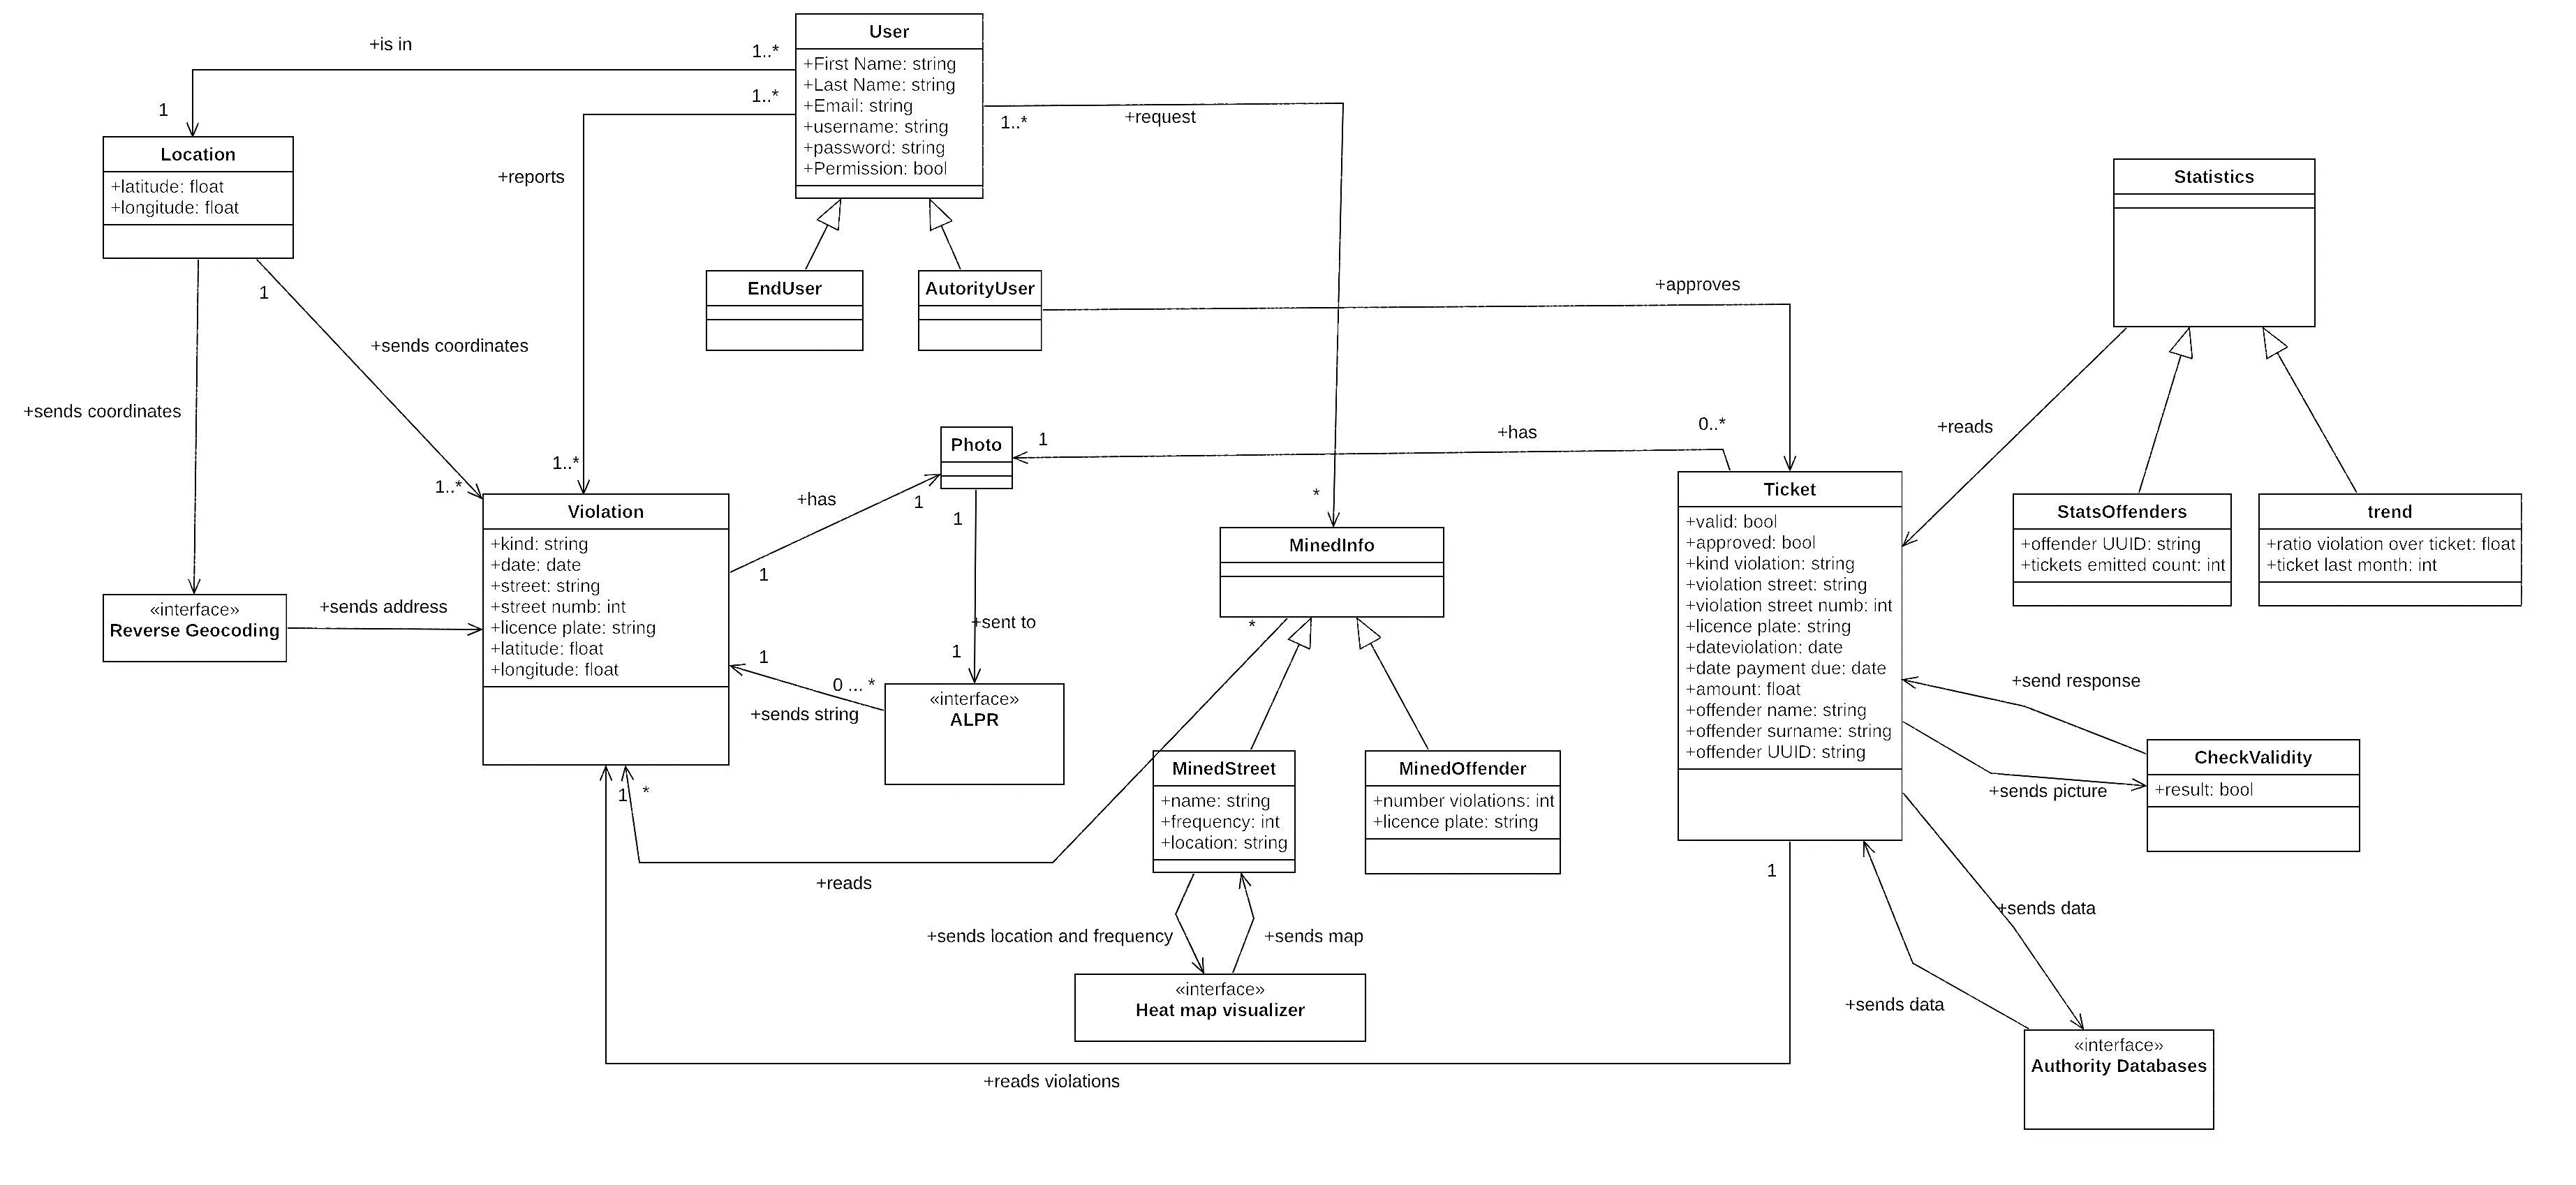 User
+First Name: string
+Last Name: string
+Email: string
+username: string
+password: string
+Permission: bool
+is in
1..*
1
1..*
+reports
1..*
+request
1..*
*
Location
+latitude: float
+longitude: float
1
+sends coordinates
1..*
+sends coordinates
EndUser
AutorityUser
+approves
Statistics
+reads
StatsOffenders
+offender UUID: string
+tickets emitted count: int
trend
+ratio violation over ticket: float
+ticket last month: int
Photo
1
+has
0..*
+has
1
1
1
+sent to
1
Violation
+kind: string
+date: date
+street: string
+street numb: int
+licence plate: string
+latitude: float
+longitude: float
«interface»
Reverse Geocoding
+sends address
1
0 ... *
+sends string
«interface»
ALPR
MinedInfo
*
Ticket
+valid: bool
+approved: bool
+kind violation: string
+violation street: string
+violation street numb: int
+licence plate: string
+dateviolation: date
+date payment due: date
+amount: float
+offender name: string
+offender surname: string
+offender UUID: string
+send response
+sends picture
CheckValidity
+result: bool
MinedStreet
+name: string
+frequency: int
+location: string
MinedOffender
+number violations: int
+licence plate: string
1
*
+reads
1
+sends location and frequency
+sends map
«interface»
Heat map visualizer
+sends data
+sends data
«interface»
Authority Databases
+reads violations